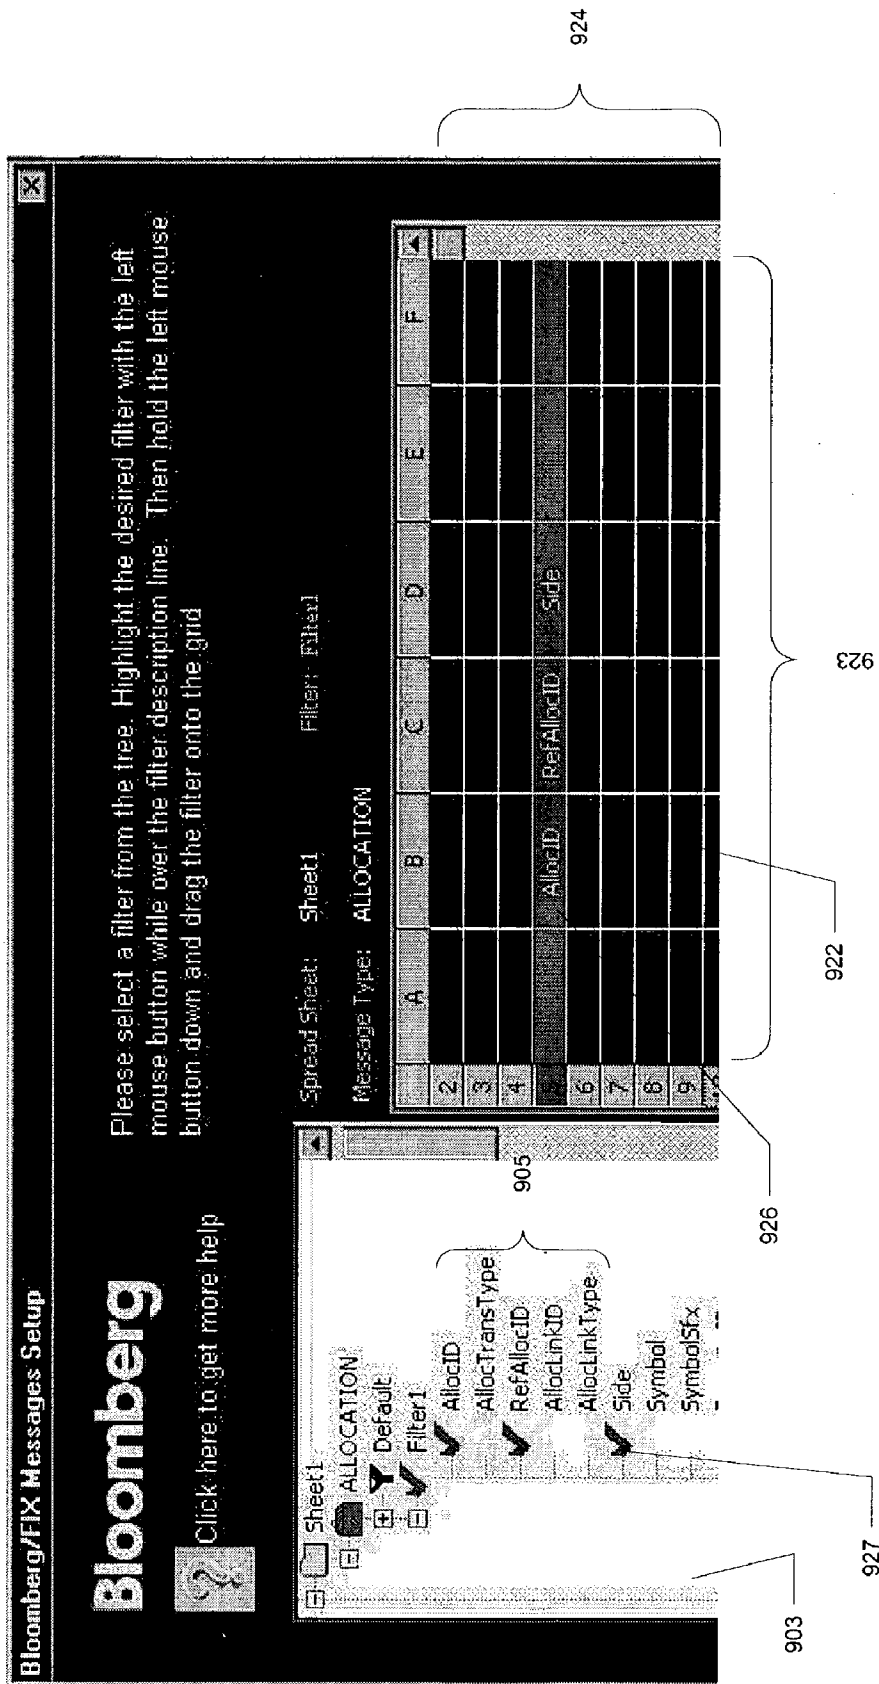 Bloomberg/FIX Messages Setup
Bloomberg
Click here to get more help
Please select a filter from the tree. Highlight the desired filter with the left
mouse button while over the filter description line. Then hold the left mouse
button down and drag the filter onto the grid
Spread Sheet: Sheet1 Filter: Filter1
Message Type: ALLOCATION
Sheet1
ALLOCATION
Default
Filter1
AllocID
AllocTransType
RefAllocID
AllocLinkID
AllocLinkType
Side
Symbol
SymbolSfx
A B C D E F
2
3
4
5 AllocID RefAllocID Side
6
7
8
9
903
927
905
926
922
923
924